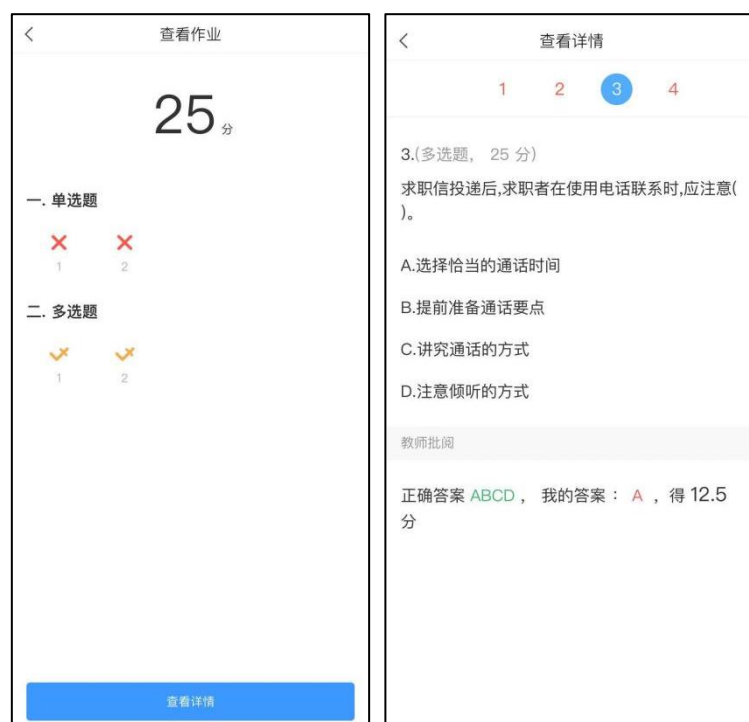 查看作业
25 分
一. 单选题
1 2
二. 多选题
1 2
查看详情
查看详情
1 2 3 4
3.(多选题, 25 分)
求职信投递后,求职者在使用电话联系时,应注意(
)。
A.选择恰当的通话时间
B.提前准备通话要点
C.讲究通话的方式
D.注意倾听的方式
教师批阅
正确答案 ABCD ， 我的答案： A ，得 12.5
分